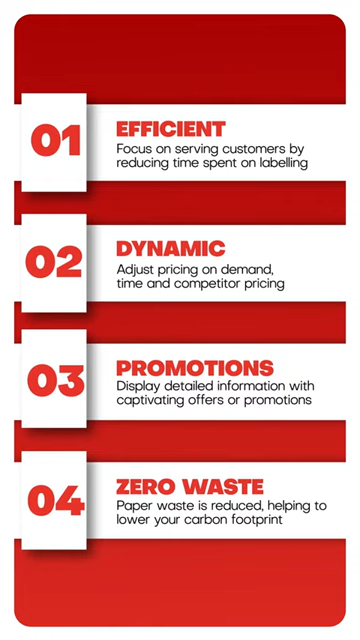 01
EFFICIENT
Focus on serving customers by
reducing time spent on labelling
02
DYNAMIC
Adjust pricing on demand,
time and competitor pricing
03
PROMOTIONS
Display detailed information with
captivating offers or promotions
04
ZERO WASTE
Paper waste is reduced, helping to
lower your carbon footprint